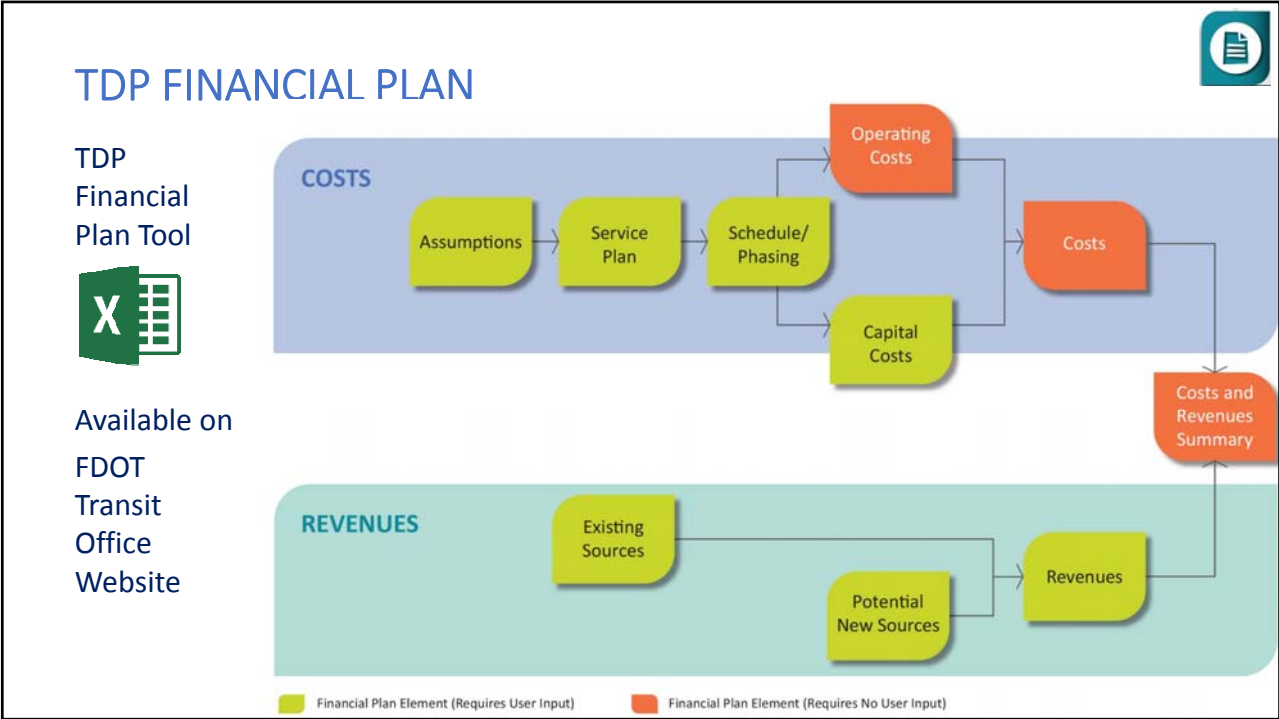 TDP FINANCIAL PLAN
TDP
Financial
Plan Tool
X
Available on
FDOT
Transit
Office
Website
COSTS
Assumptions
Service
Plan
Schedule/
Phasing
Operating
Costs
Capital
Costs
Costs
Costs and
Revenues
Summary
REVENUES
Existing
Sources
Potential
New Sources
Revenues
Financial Plan Element (Requires User Input)
Financial Plan Element (Requires No User Input)